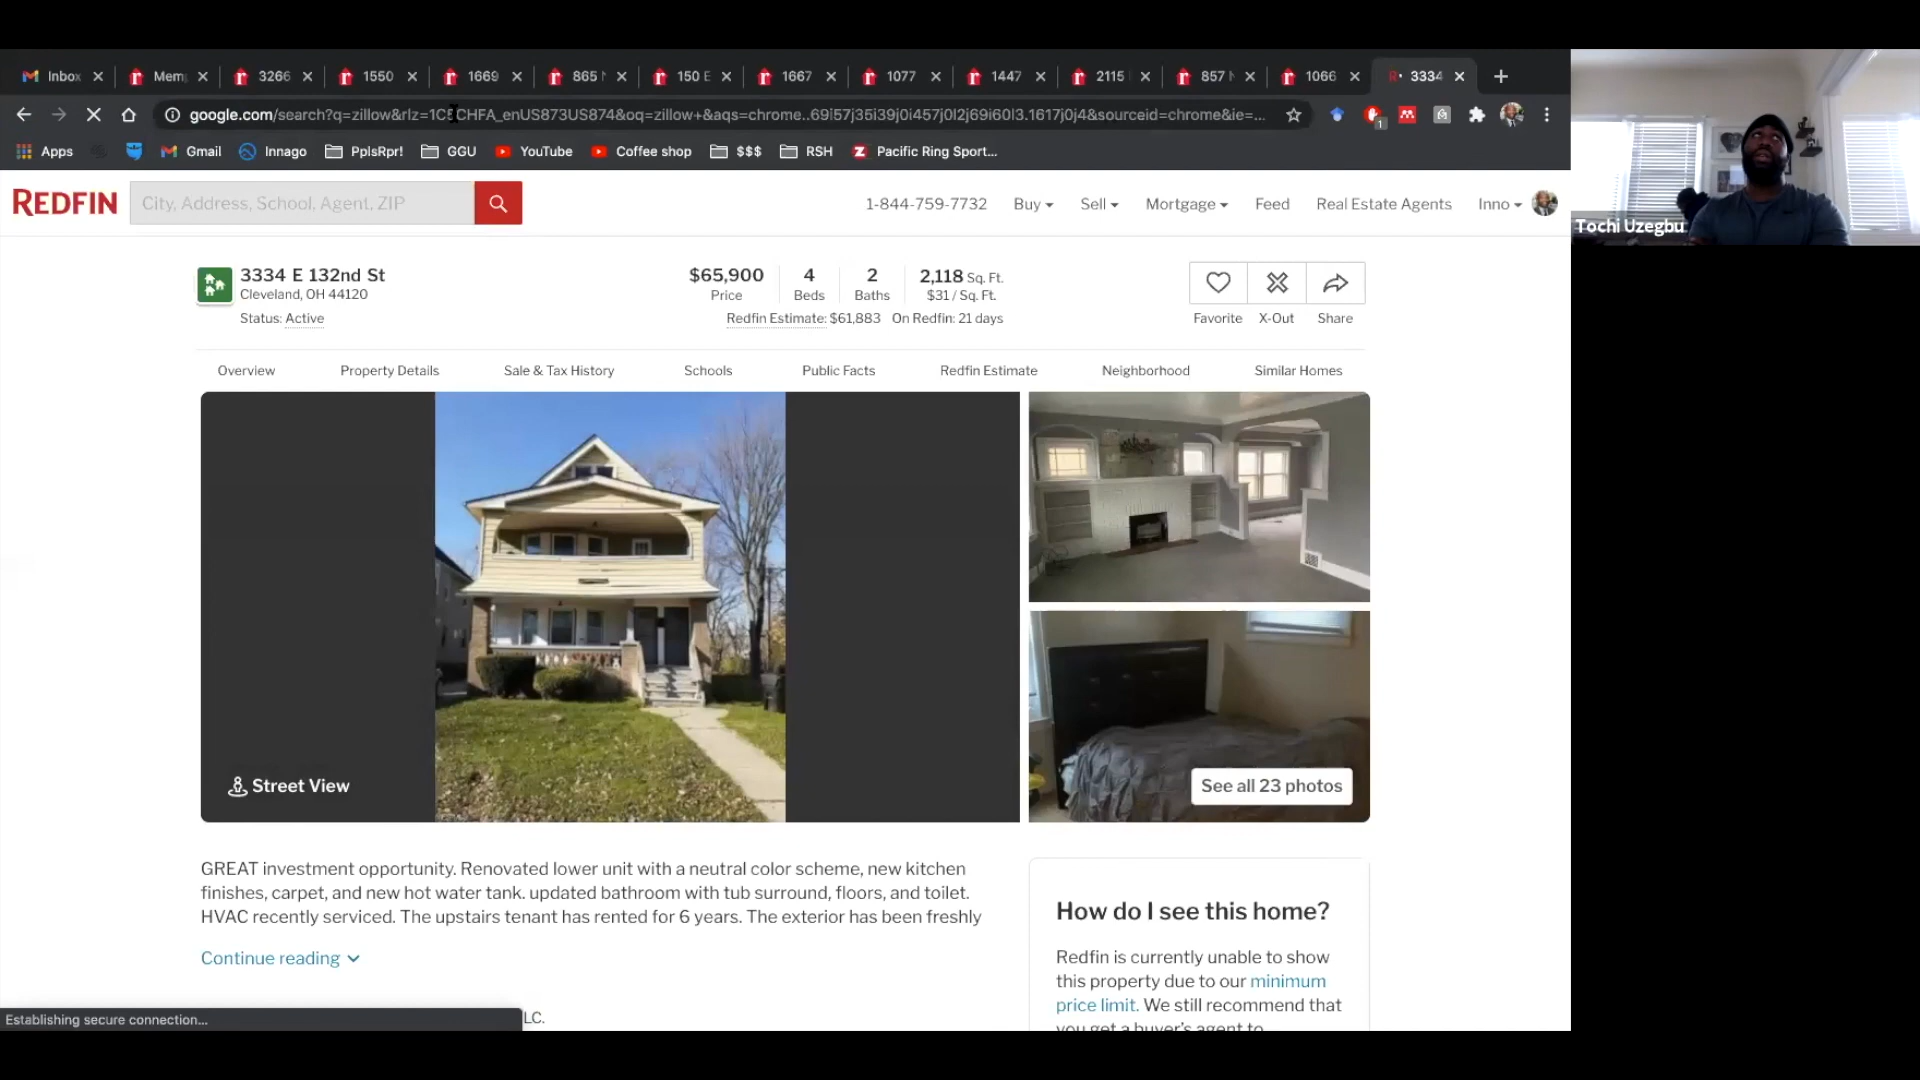 Inbox
Mem
3266
1550
1669
865
150 E
1667
1077
1447
2115
857
1066
3334
google.com/search?q=zillow&rlz=1C5CHFA_enUS873US874&oq=zillow+&aqs=chrome..69i57j35i39j0i457j0l2j69i60l3.1617j0j4&sourceid=chrome&ie=...
1
Apps
Gmail
Innago
PplsRpr!
GGU
YouTube
Coffee shop
$$$
RSH
Pacific Ring Sport...
REDFIN
City, Address, School, Agent, ZIP
1-844-759-7732
Buy
Sell
Mortgage
Feed
Real Estate Agents
Inno
Tochi Uzegbu
3334 E 132nd St
Cleveland, OH 44120
Status: Active
$65,900
Price
4
Beds
2
Baths
2,118 Sq. Ft.
$31 / Sq. Ft.
Redfin Estimate: $61,883 On Redfin: 21 days
Favorite
X-Out
Share
Overview
Property Details
Sale & Tax History
Schools
Public Facts
Redfin Estimate
Neighborhood
Similar Homes
Street View
See all 23 photos
GREAT investment opportunity. Renovated lower unit with a neutral color scheme, new kitchen
finishes, carpet, and new hot water tank. updated bathroom with tub surround, floors, and toilet.
HVAC recently serviced. The upstairs tenant has rented for 6 years. The exterior has been freshly
Continue reading
How do I see this home?
Redfin is currently unable to show
this property due to our minimum
price limit. We still recommend that
you get a buyer's agent to
Establishing secure connection...
LC.